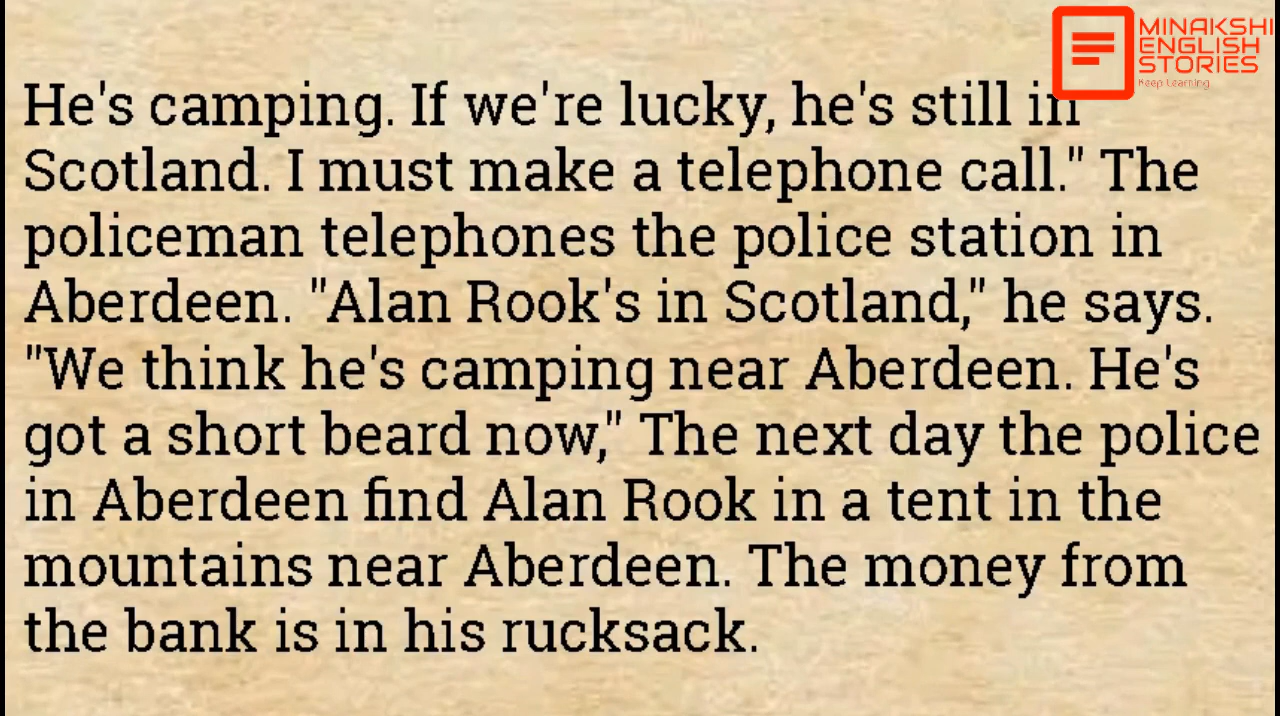 MINAKSHI
ENGLISH
STORIES
Keep Learning
He's camping. If we're lucky, he's still in
Scotland. I must make a telephone call." The
policeman telephones the police station in
Aberdeen. "Alan Rook's in Scotland," he says.
"We think he's camping near Aberdeen. He's
got a short beard now," The next day the police
in Aberdeen find Alan Rook in a tent in the
mountains near Aberdeen. The money from
the bank is in his rucksack.